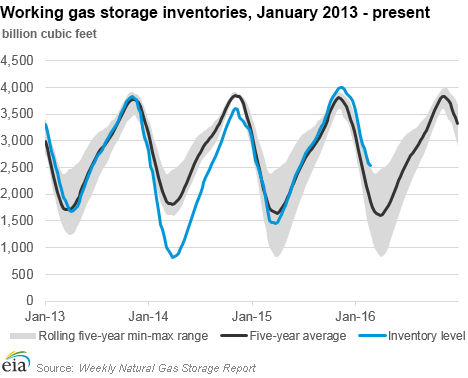 Working gas storage inventories, January 2013 - present
billion cubic feet
4,500
4,000
3,500
3,000
2,500
2,000
1,500
1,000
500
0
Jan-13 Jan-14 Jan-15 Jan-16
Rolling five-year min-max range Five-year average Inventory level
eia Source: Weekly Natural Gas Storage Report